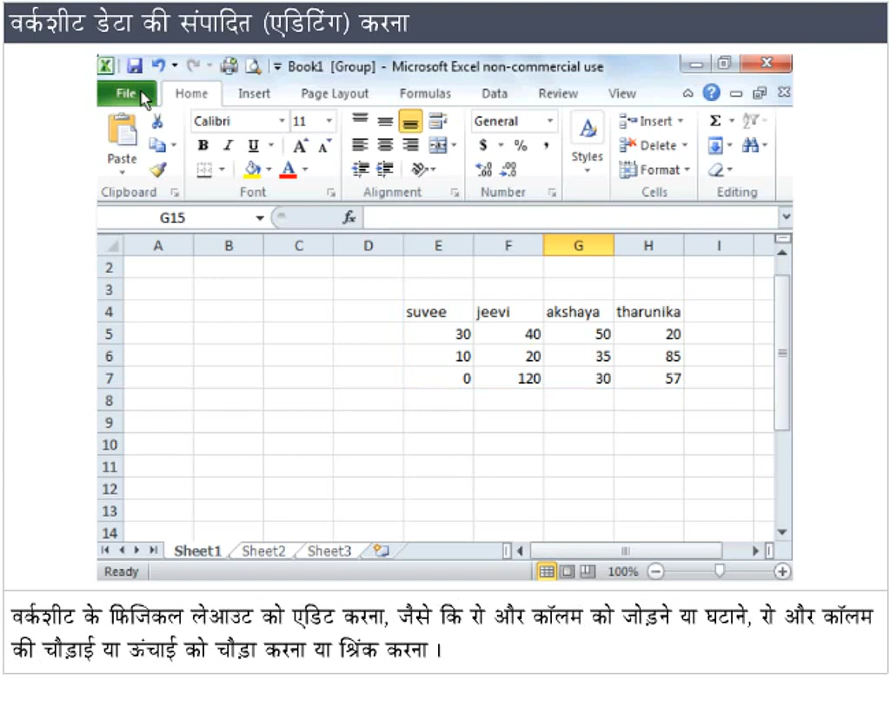 वर्कशीट डेटा की संपादित (एडिटिंग) करना
Book1 [Group] - Microsoft Excel non-commercial use
File Home Insert Page Layout Formulas Data Review View
Calibri 11 General Insert
Paste B I U A A $ % , Styles Delete
Format
Clipboard Font Alignment Number Cells Editing
G15 fx
A B C D E F G H I
2
3
4 suvee jeevi akshaya tharunika
5 30 40 50 20
6 10 20 35 85
7 0 120 30 57
8
9
10
11
12
13
14
Sheet1 Sheet2 Sheet3
Ready 100%
वर्कशीट के फिजिकल लेआउट को एडिट करना, जैसे कि रो और कॉलम को जोड़ने या घटाने, रो और कॉलम
की चौड़ाई या ऊंचाई को चौड़ा करना या श्रिंक करना ।